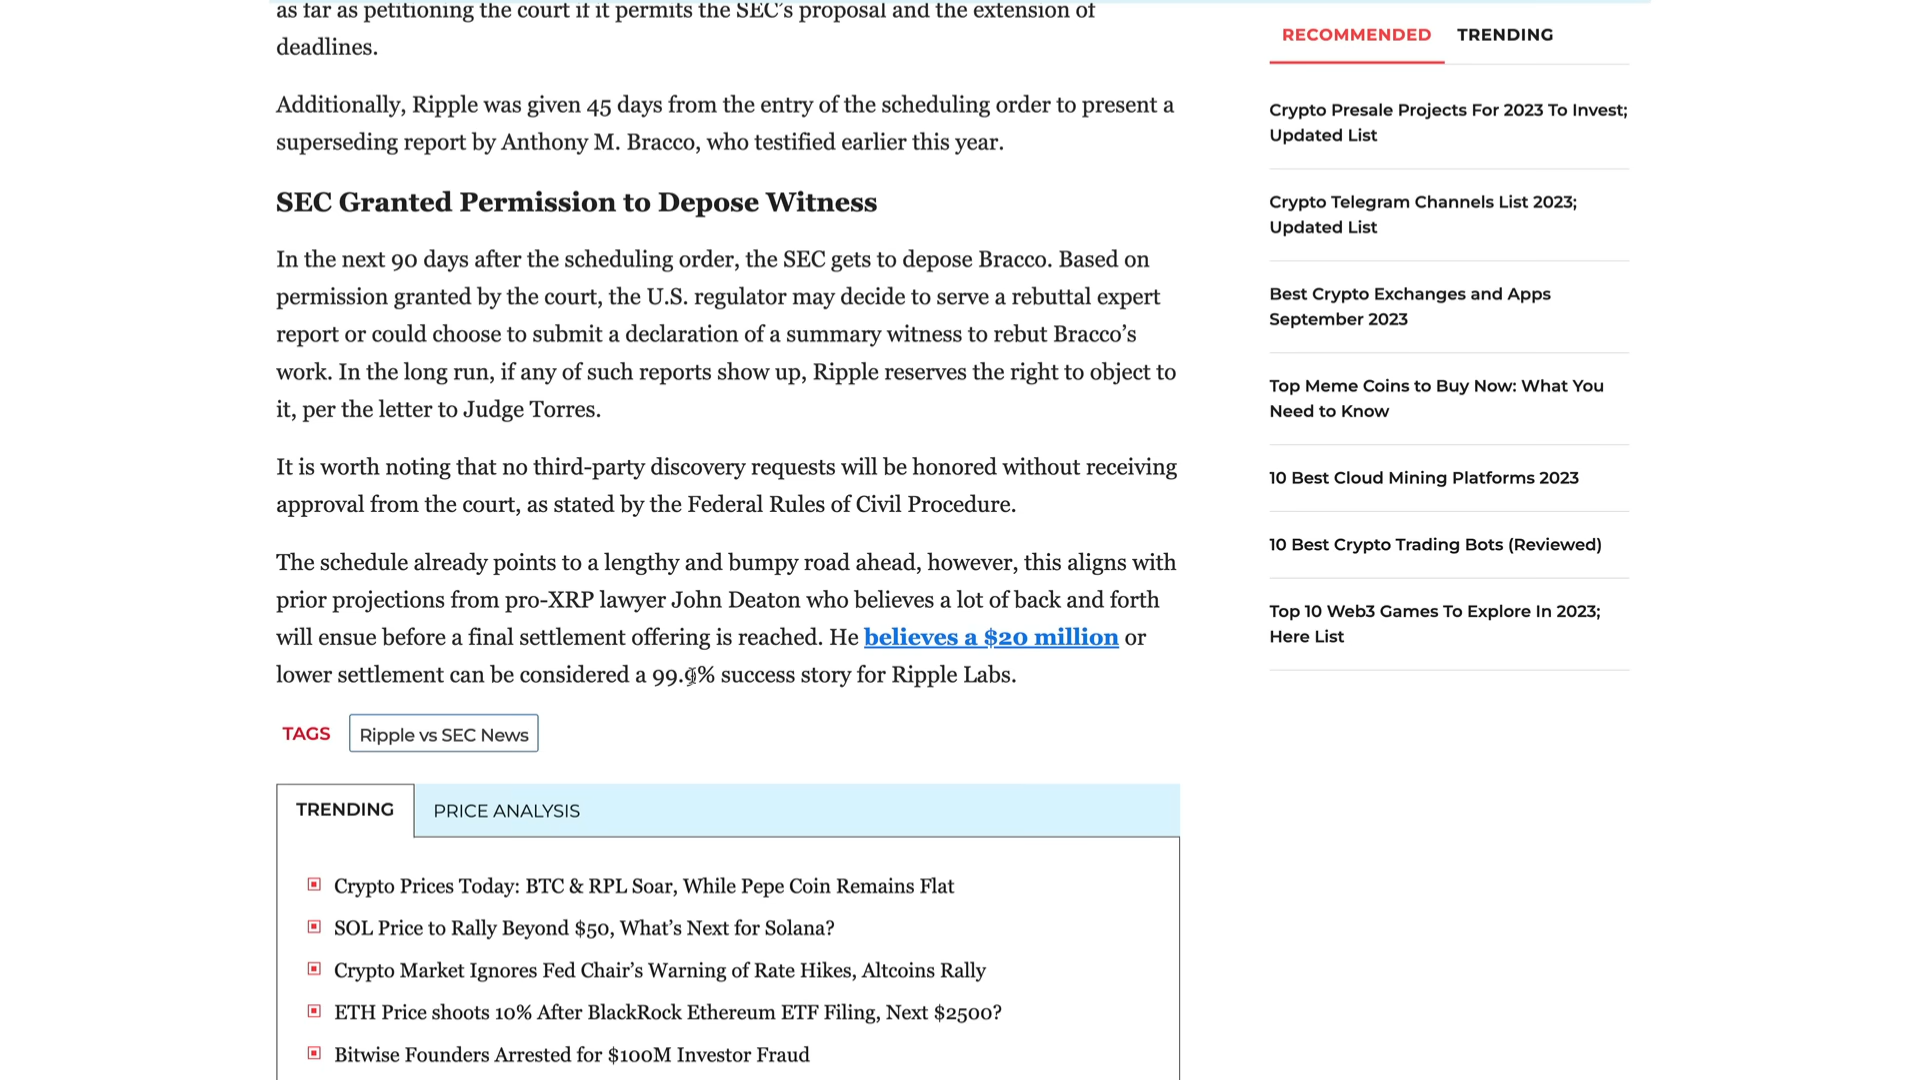 as far as petitioning the court if it permits the SEC's proposal and the extension of
deadlines.
Additionally, Ripple was given 45 days from the entry of the scheduling order to present a
superseding report by Anthony M. Bracco, who testified earlier this year.
SEC Granted Permission to Depose Witness
In the next 90 days after the scheduling order, the SEC gets to depose Bracco. Based on
permission granted by the court, the U.S. regulator may decide to serve a rebuttal expert
report or could choose to submit a declaration of a summary witness to rebut Bracco's
work. In the long run, if any of such reports show up, Ripple reserves the right to object to
it, per the letter to Judge Torres.
It is worth noting that no third-party discovery requests will be honored without receiving
approval from the court, as stated by the Federal Rules of Civil Procedure.
The schedule already points to a lengthy and bumpy road ahead, however, this aligns with
prior projections from pro-XRP lawyer John Deaton who believes a lot of back and forth
will ensue before a final settlement offering is reached. He believes a $20 million or
lower settlement can be considered a 99.9% success story for Ripple Labs.
TAGS Ripple vs SEC News
TRENDING PRICE ANALYSIS
Crypto Prices Today: BTC & RPL Soar, While Pepe Coin Remains Flat
SOL Price to Rally Beyond $50, What's Next for Solana?
Crypto Market Ignores Fed Chair's Warning of Rate Hikes, Altcoins Rally
ETH Price shoots 10% After BlackRock Ethereum ETF Filing, Next $2500?
Bitwise Founders Arrested for $100M Investor Fraud
RECOMMENDED TRENDING
Crypto Presale Projects For 2023 To Invest;
Updated List
Crypto Telegram Channels List 2023;
Updated List
Best Crypto Exchanges and Apps
September 2023
Top Meme Coins to Buy Now: What You
Need to Know
10 Best Cloud Mining Platforms 2023
10 Best Crypto Trading Bots (Reviewed)
Top 10 Web3 Games To Explore In 2023;
Here List